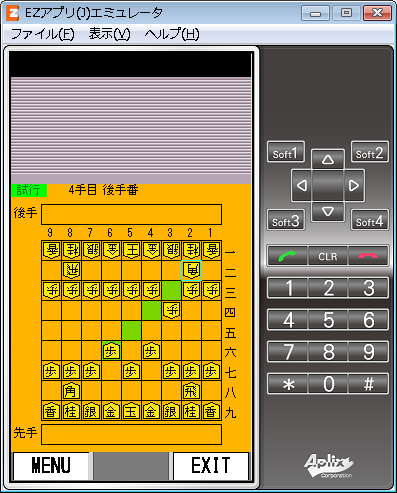 EZアプリ(J)エミュレータ
ファイル(F) 表示(V) ヘルプ(H)
試行 4手目 後手番
後手
9 8 7 6 5 4 3 2 1
香 桂 銀 金 王 金 銀 桂 香 一
飛 角 二
歩 歩 歩 歩 歩 歩 歩 歩 三
歩 四
五
歩 歩 六
歩 歩 歩 歩 歩 歩 歩 七
角 飛 八
香 桂 銀 金 玉 金 銀 桂 香 九
先手
MENU EXIT
Soft1 Soft2
Soft3 Soft4
CLR
1 2 3
4 5 6
7 8 9
* 0 #
Aplix
Corporation